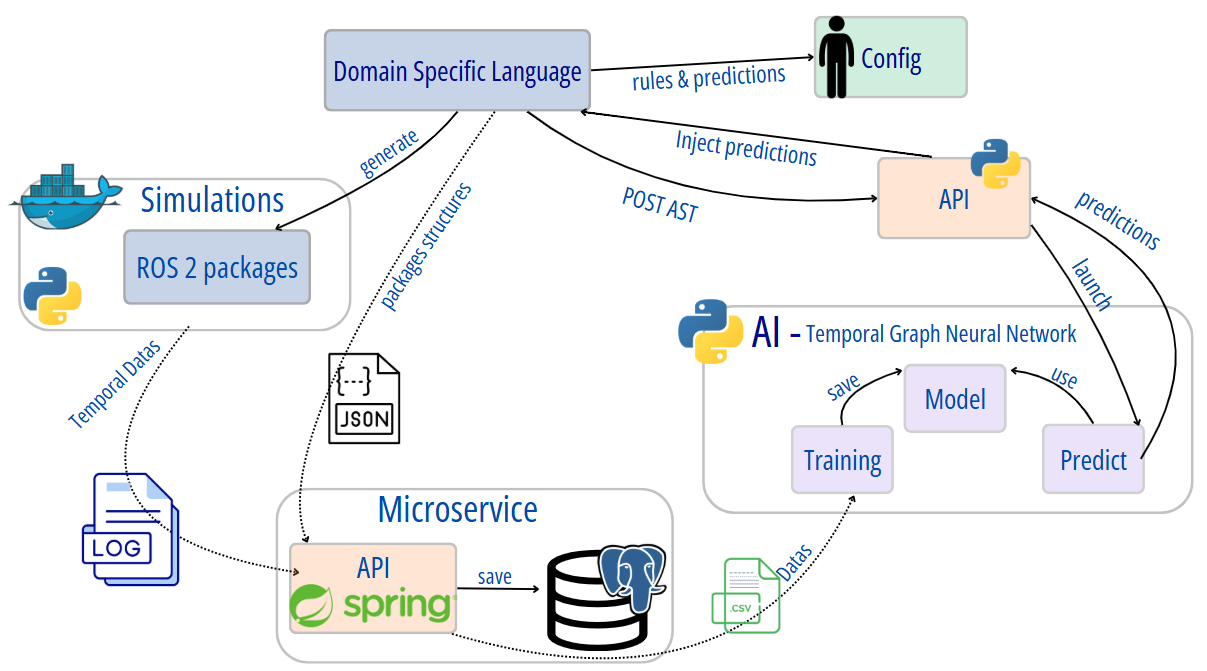 Domain Specific Language
rules & predictions
Config
Inject predictions
generate
POST AST
API
predictions
Simulations
ROS 2 packages
packages structures
launch
Temporal Datas
AI - Temporal Graph Neural Network
{---}
JSON
save
Model
use
Training
Predict
LOG
Microservice
API
spring
save
Datas
.CSV